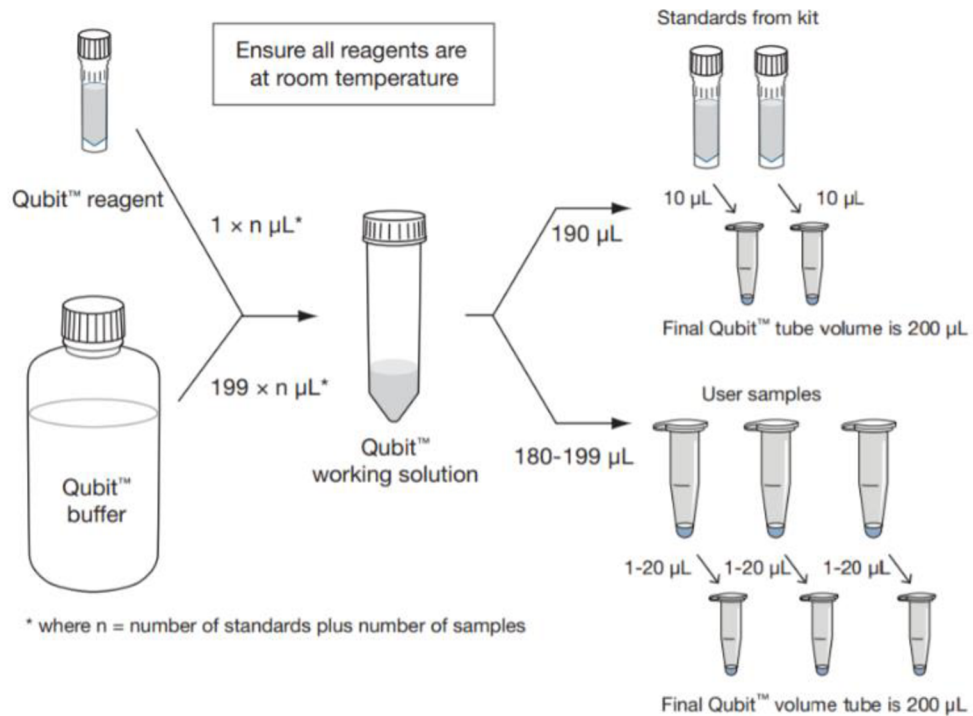 Ensure all reagents are
at room temperature
Qubit™ reagent
1 × n µL*
199 × n µL*
Qubit™
buffer
Qubit™
working solution
* where n = number of standards plus number of samples
Standards from kit
10 µL
10 µL
190 µL
Final Qubit™ tube volume is 200 µL
User samples
180-199 µL
1-20 µL
1-20 µL
1-20 µL
Final Qubit™ volume tube is 200 µL